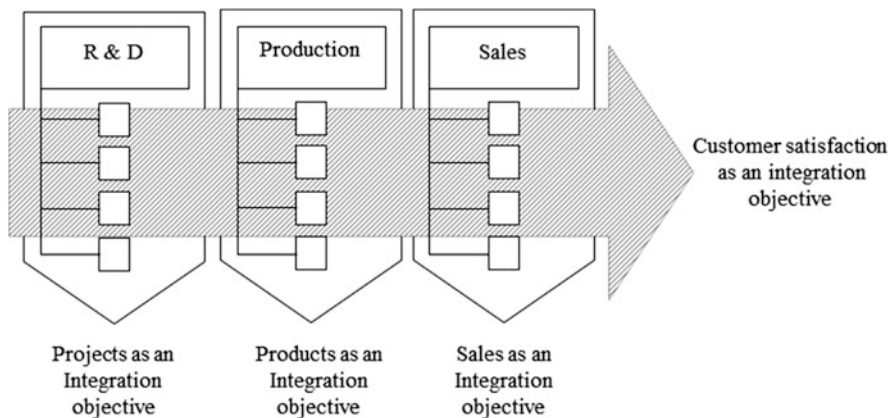 R & D
Production
Sales
Customer satisfaction
as an integration
objective
Projects as an
Integration
objective
Products as an
Integration
objective
Sales as an
Integration
objective